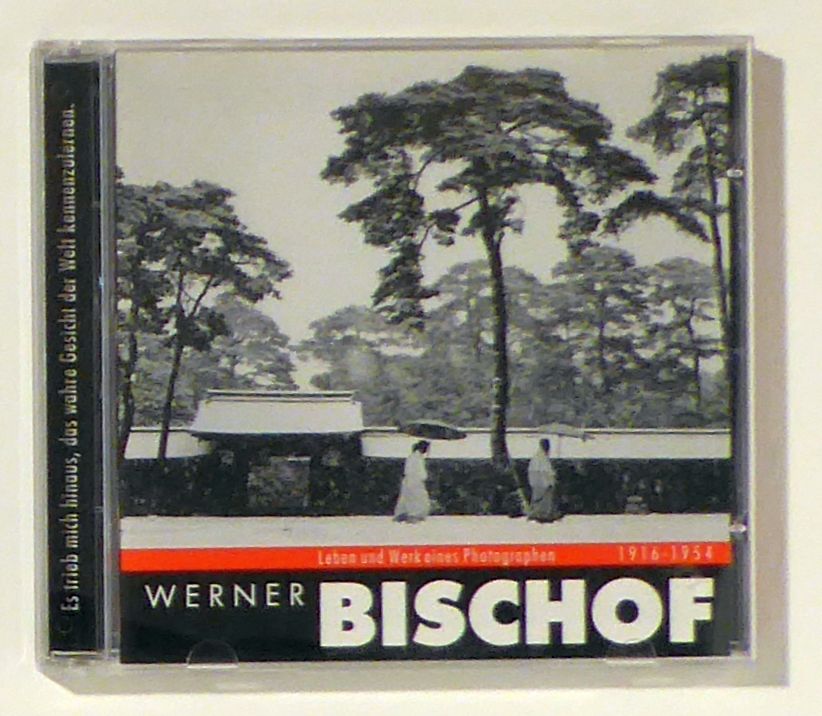 Es trieb mich hinaus, das wahre Gesicht der Welt kennenzulernen.
Leben und Werk eines Photographen 1916-1954
WERNER BISCHOF